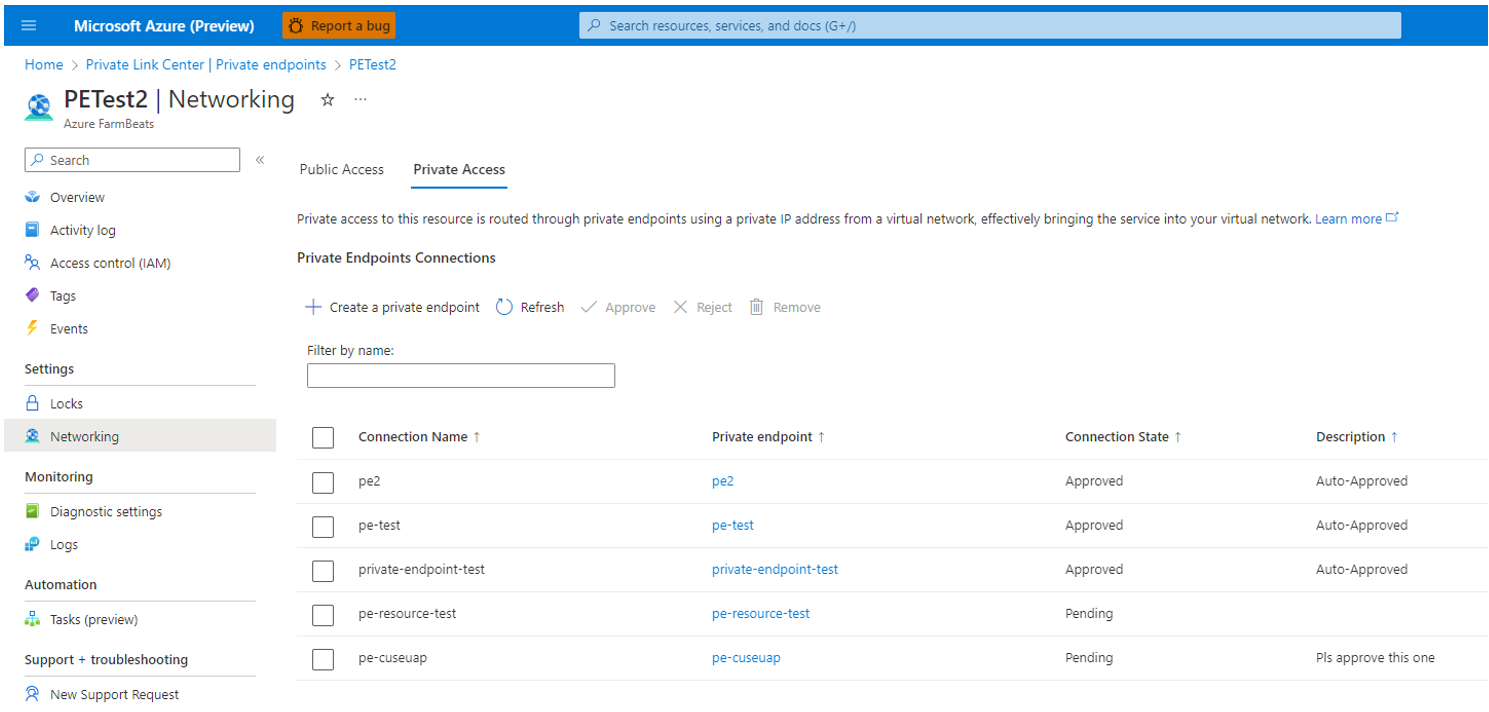 Microsoft Azure (Preview) Report a bug Search resources, services, and docs (G+/)
Home > Private Link Center | Private endpoints > PETest2
PETest2 | Networking ☆ ...
Azure FarmBeats
Search «
Overview
Activity log
Access control (IAM)
Tags
Events
Settings
Locks
Networking
Monitoring
Diagnostic settings
Logs
Automation
Tasks (preview)
Support + troubleshooting
New Support Request
Public Access Private Access
Private access to this resource is routed through private endpoints using a private IP address from a virtual network, effectively bringing the service into your virtual network. Learn more
Private Endpoints Connections
Create a private endpoint Refresh Approve Reject Remove
Filter by name:
Connection Name ↑ Private endpoint ↑ Connection State ↑ Description ↑
pe2 pe2 Approved Auto-Approved
pe-test pe-test Approved Auto-Approved
private-endpoint-test private-endpoint-test Approved Auto-Approved
pe-resource-test pe-resource-test Pending
pe-cuseuap pe-cuseuap Pending Pls approve this one